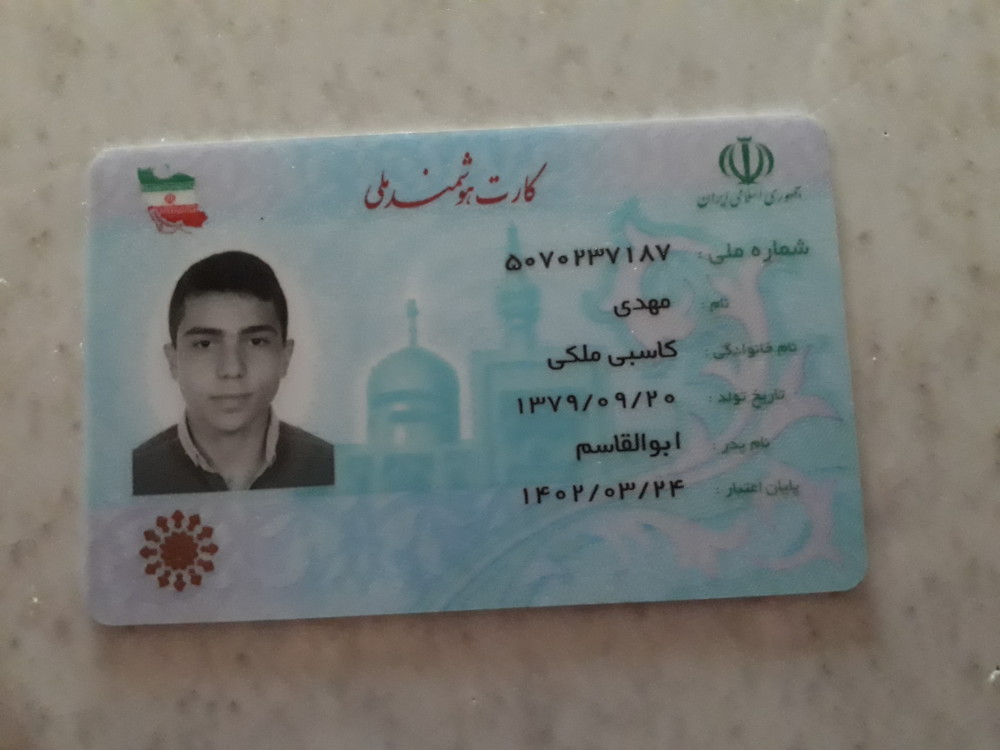 جمهوری اسلامی ایران
کارت هوشمند ملی
شماره ملی : ۵۰۷۰۲۳۷۱۸۷
نام : مهدی
نام خانوادگی : کاسبی ملکی
تاریخ تولد : ۱۳۷۹/۰۹/۲۰
نام پدر : ابوالقاسم
پایان اعتبار : ۱۴۰۲/۰۳/۲۴